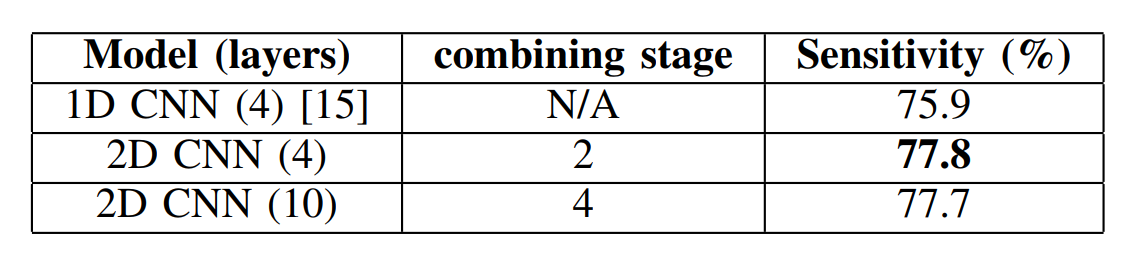 Model (layers) combining stage Sensitivity (%)
1D CNN (4) [15] N/A 75.9
2D CNN (4) 2 77.8
2D CNN (10) 4 77.7